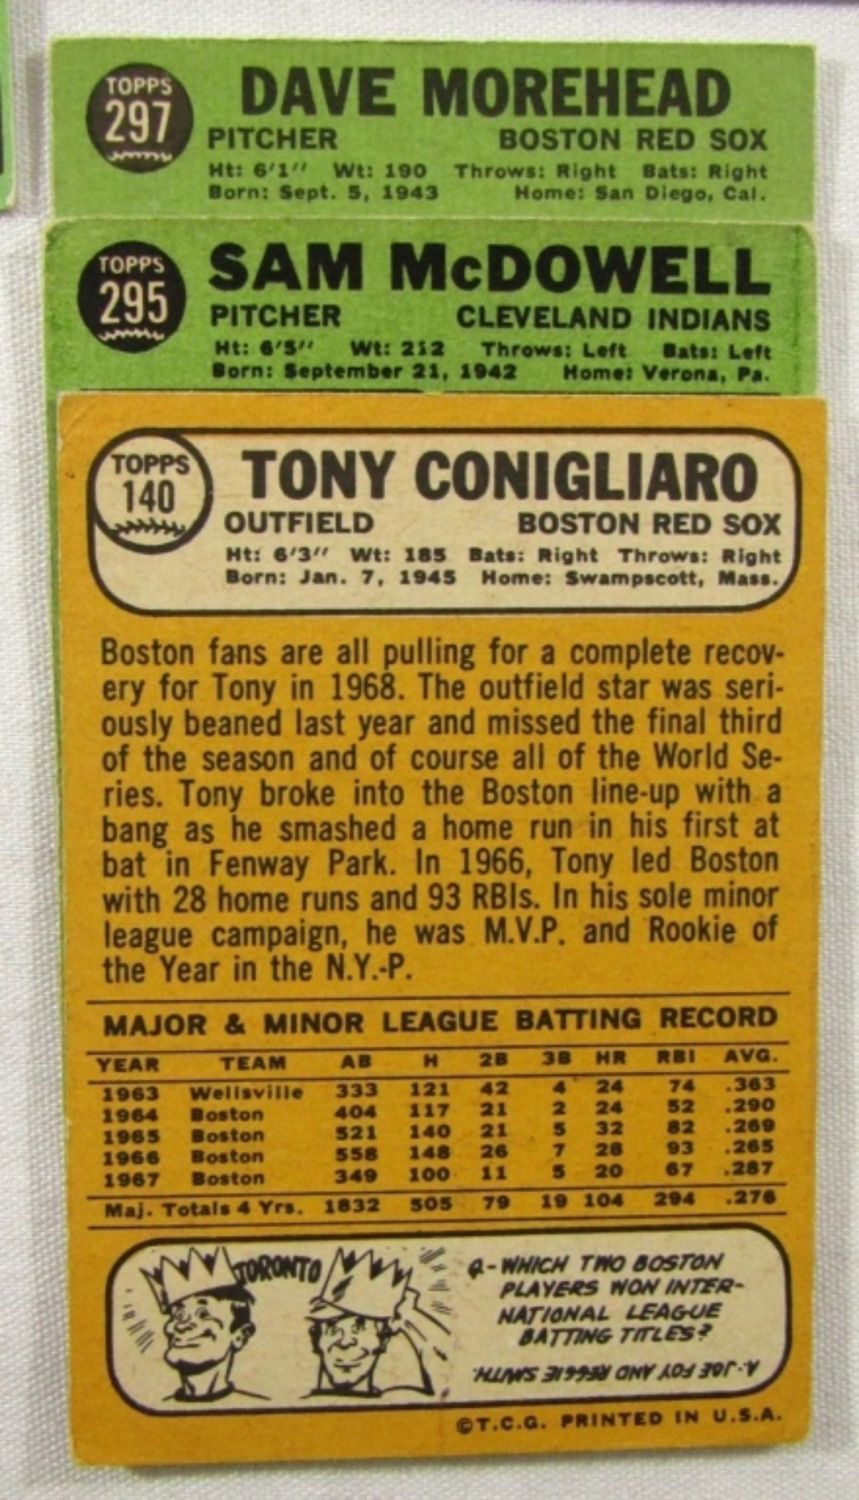 TOPPS
297
DAVE MOREHEAD
PITCHER BOSTON RED SOX
Ht: 6'1" Wt: 190 Throws: Right Bats: Right
Born: Sept. 5, 1943 Home: San Diego, Cal.
TOPPS
295
SAM McDOWELL
PITCHER CLEVELAND INDIANS
Ht: 6'5" Wt: 212 Throws: Left Bats: Left
Born: September 21, 1942 Home: Verona, Pa.
TOPPS
140
TONY CONIGLIARO
OUTFIELD BOSTON RED SOX
Ht: 6'3" Wt: 185 Bats: Right Throws: Right
Born: Jan. 7, 1945 Home: Swampscott, Mass.
Boston fans are all pulling for a complete recov-
ery for Tony in 1968. The outfield star was seri-
ously beaned last year and missed the final third
of the season and of course all of the World Se-
ries. Tony broke into the Boston line-up with a
bang as he smashed a home run in his first at
bat in Fenway Park. In 1966, Tony led Boston
with 28 home runs and 93 RBIs. In his sole minor
league campaign, he was M.V.P. and Rookie of
the Year in the N.Y.-P.
MAJOR & MINOR LEAGUE BATTING RECORD
YEAR TEAM AB H 2B 3B HR RBI AVG.
1963 Wellsville 333 121 42 4 24 74 .363
1964 Boston 404 117 21 2 24 52 .290
1965 Boston 521 140 21 5 32 82 .269
1966 Boston 558 148 26 7 28 93 .265
1967 Boston 349 100 11 5 20 67 .287
Maj. Totals 4 Yrs. 1832 505 79 19 104 294 .276
TORONTO
Q-WHICH TWO BOSTON
PLAYERS WON INTER-
NATIONAL LEAGUE
BATTING TITLES?
A. JOE FOY AND REGGIE SMITH.
©T.C.G. PRINTED IN U.S.A.